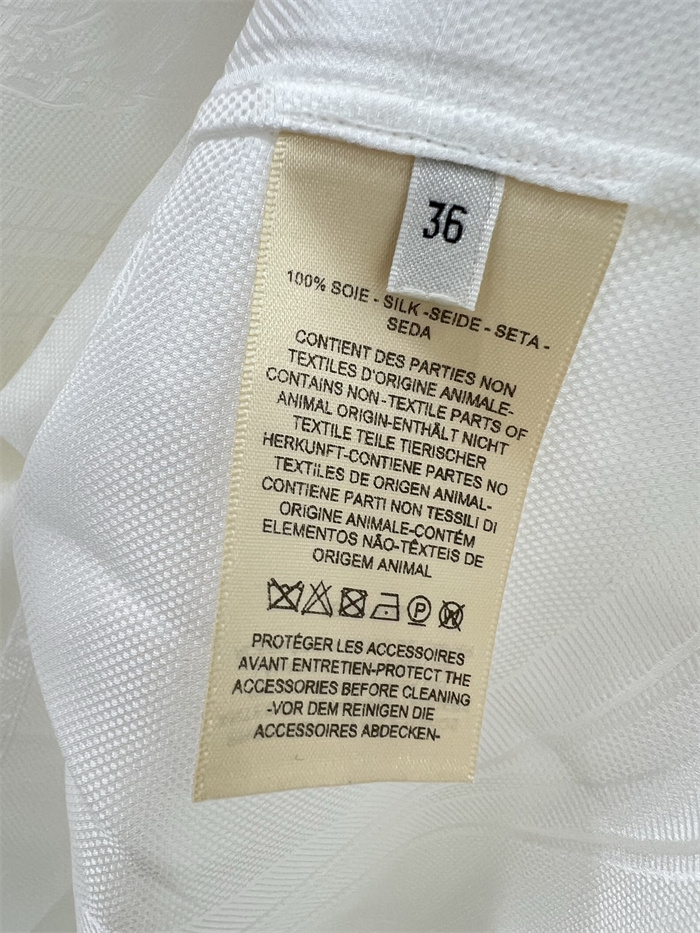 36
100% SOIE - SILK -SEIDE - SETA -
SEDA
CONTIENT DES PARTIES NON
TEXTILES D'ORIGINE ANIMALE-
CONTAINS NON-TEXTILE PARTS OF
ANIMAL ORIGIN-ENTHÄLT NICHT
TEXTILE TEILE TIERISCHER
HERKUNFT-CONTIENE PARTES NO
TEXTILES DE ORIGEN ANIMAL-
CONTIENE PARTI NON TESSILI DI
ORIGINE ANIMALE-CONTÉM
ELEMENTOS NÃO-TÊXTEIS DE
ORIGEM ANIMAL
P W
PROTÉGER LES ACCESSOIRES
AVANT ENTRETIEN-PROTECT THE
ACCESSORIES BEFORE CLEANING
-VOR DEM REINIGEN DIE
ACCESSOIRES ABDECKEN-